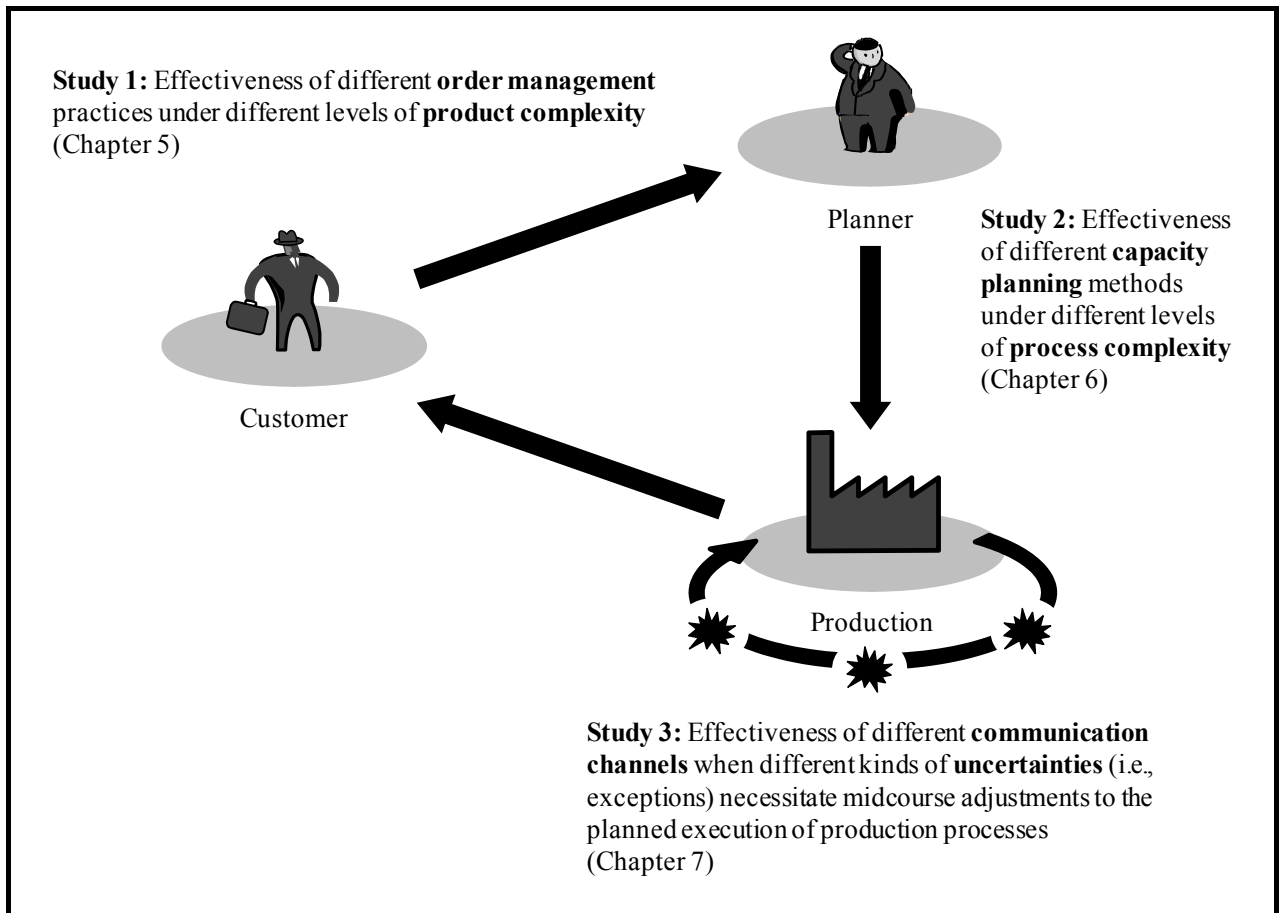 Study 1: Effectiveness of different order management
practices under different levels of product complexity
(Chapter 5)
Planner
Study 2: Effectiveness
of different capacity
planning methods
under different levels
of process complexity
(Chapter 6)
Customer
Production
Study 3: Effectiveness of different communication
channels when different kinds of uncertainties (i.e.,
exceptions) necessitate midcourse adjustments to the
planned execution of production processes
(Chapter 7)